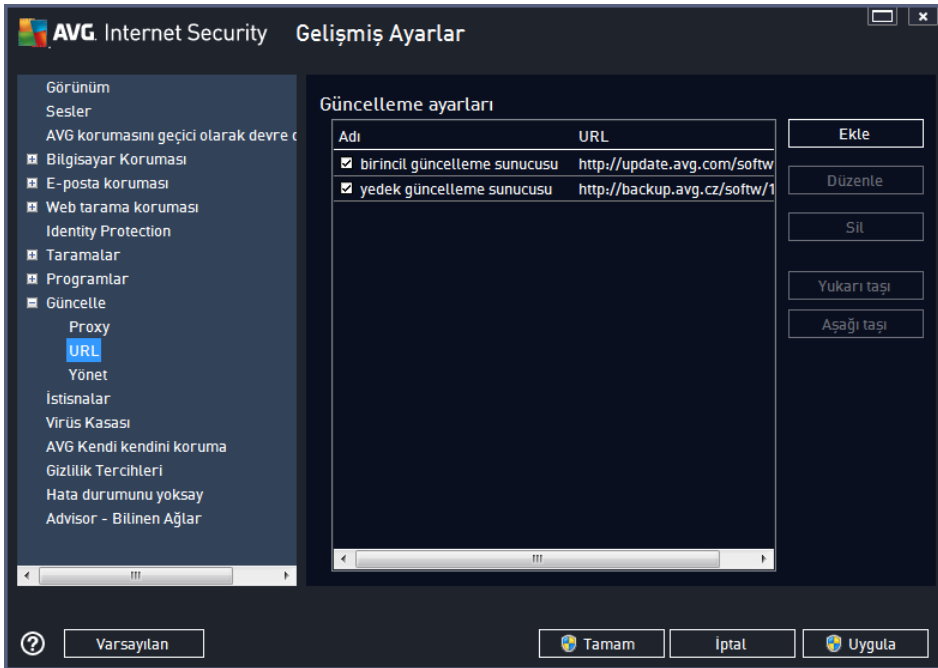 AVG. Internet Security Gelişmiş Ayarlar
Görünüm
Sesler
AVG korumasını geçici olarak devre
Bilgisayar Koruması
E-posta koruması
Web tarama koruması
Identity Protection
Taramalar
Programlar
Güncelle
Proxy
URL
Yönet
İstisnalar
Virüs Kasası
AVG Kendi kendini koruma
Gizlilik Tercihleri
Hata durumunu yoksay
Advisor - Bilinen Ağlar
Güncelleme ayarları
Adı URL
birincil güncelleme sunucusu http://update.avg.com/softw
yedek güncelleme sunucusu http://backup.avg.cz/softw/1
Ekle
Düzenle
Sil
Yukarı taşı
Aşağı taşı
Varsayılan
Tamam
İptal
Uygula